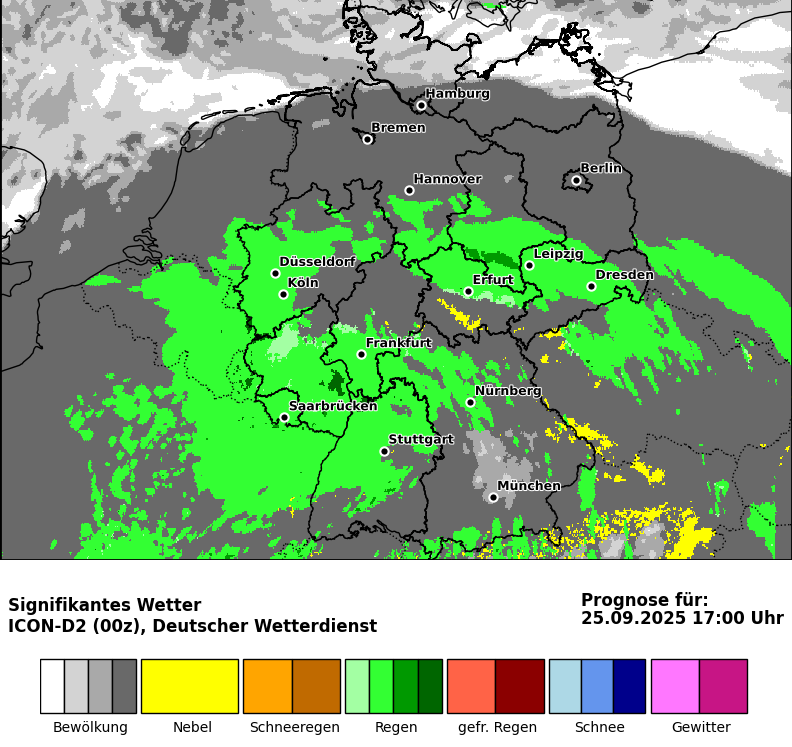 Hamburg
Bremen
Berlin
Hannover
Leipzig
Düsseldorf
Dresden
Erfurt
Köln
Frankfurt
Nürnberg
Saarbrücken
Stuttgart
München
Signifikantes Wetter
ICON-D2 (00z), Deutscher Wetterdienst
Prognose für:
25.09.2025 17:00 Uhr
Bewölkung Nebel Schneeregen Regen gefr. Regen Schnee Gewitter